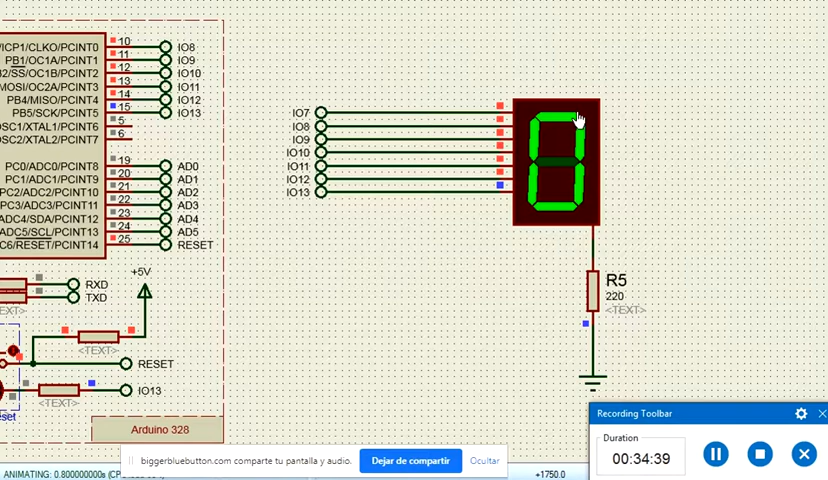 /ICP1/CLKO/PCINT0 10 IO8
PB1/OC1A/PCINT1 11 IO9
B2/SS/OC1B/PCINT2 12 IO10
MOSI/OC2A/PCINT3 13 IO11
PB4/MISO/PCINT4 14 IO12
PB5/SCK/PCINT5 15 IO13
OSC1/XTAL1/PCINT6 5
OSC2/XTAL2/PCINT7 6
PC0/ADC0/PCINT8 19 AD0
PC1/ADC1/PCINT9 20 AD1
PC2/ADC2/PCINT10 21 AD2
PC3/ADC3/PCINT11 22 AD3
ADC4/SDA/PCINT12 23 AD4
ADC5/SCL/PCINT13 24 AD5
C6/RESET/PCINT14 25 RESET
IO7
IO8
IO9
IO10
IO11
IO12
IO13
R5
220
<TEXT>
+5V
RXD
TXD
EXT>
<TEXT>
RESET
IO13
<TEXT>
eset
Arduino 328
biggerbluebutton.com comparte tu pantalla y audio.
Dejar de compartir
Ocultar
Recording Toolbar
Duration
00:34:39
ANIMATING: 0.800000000s (CP
+1750.0